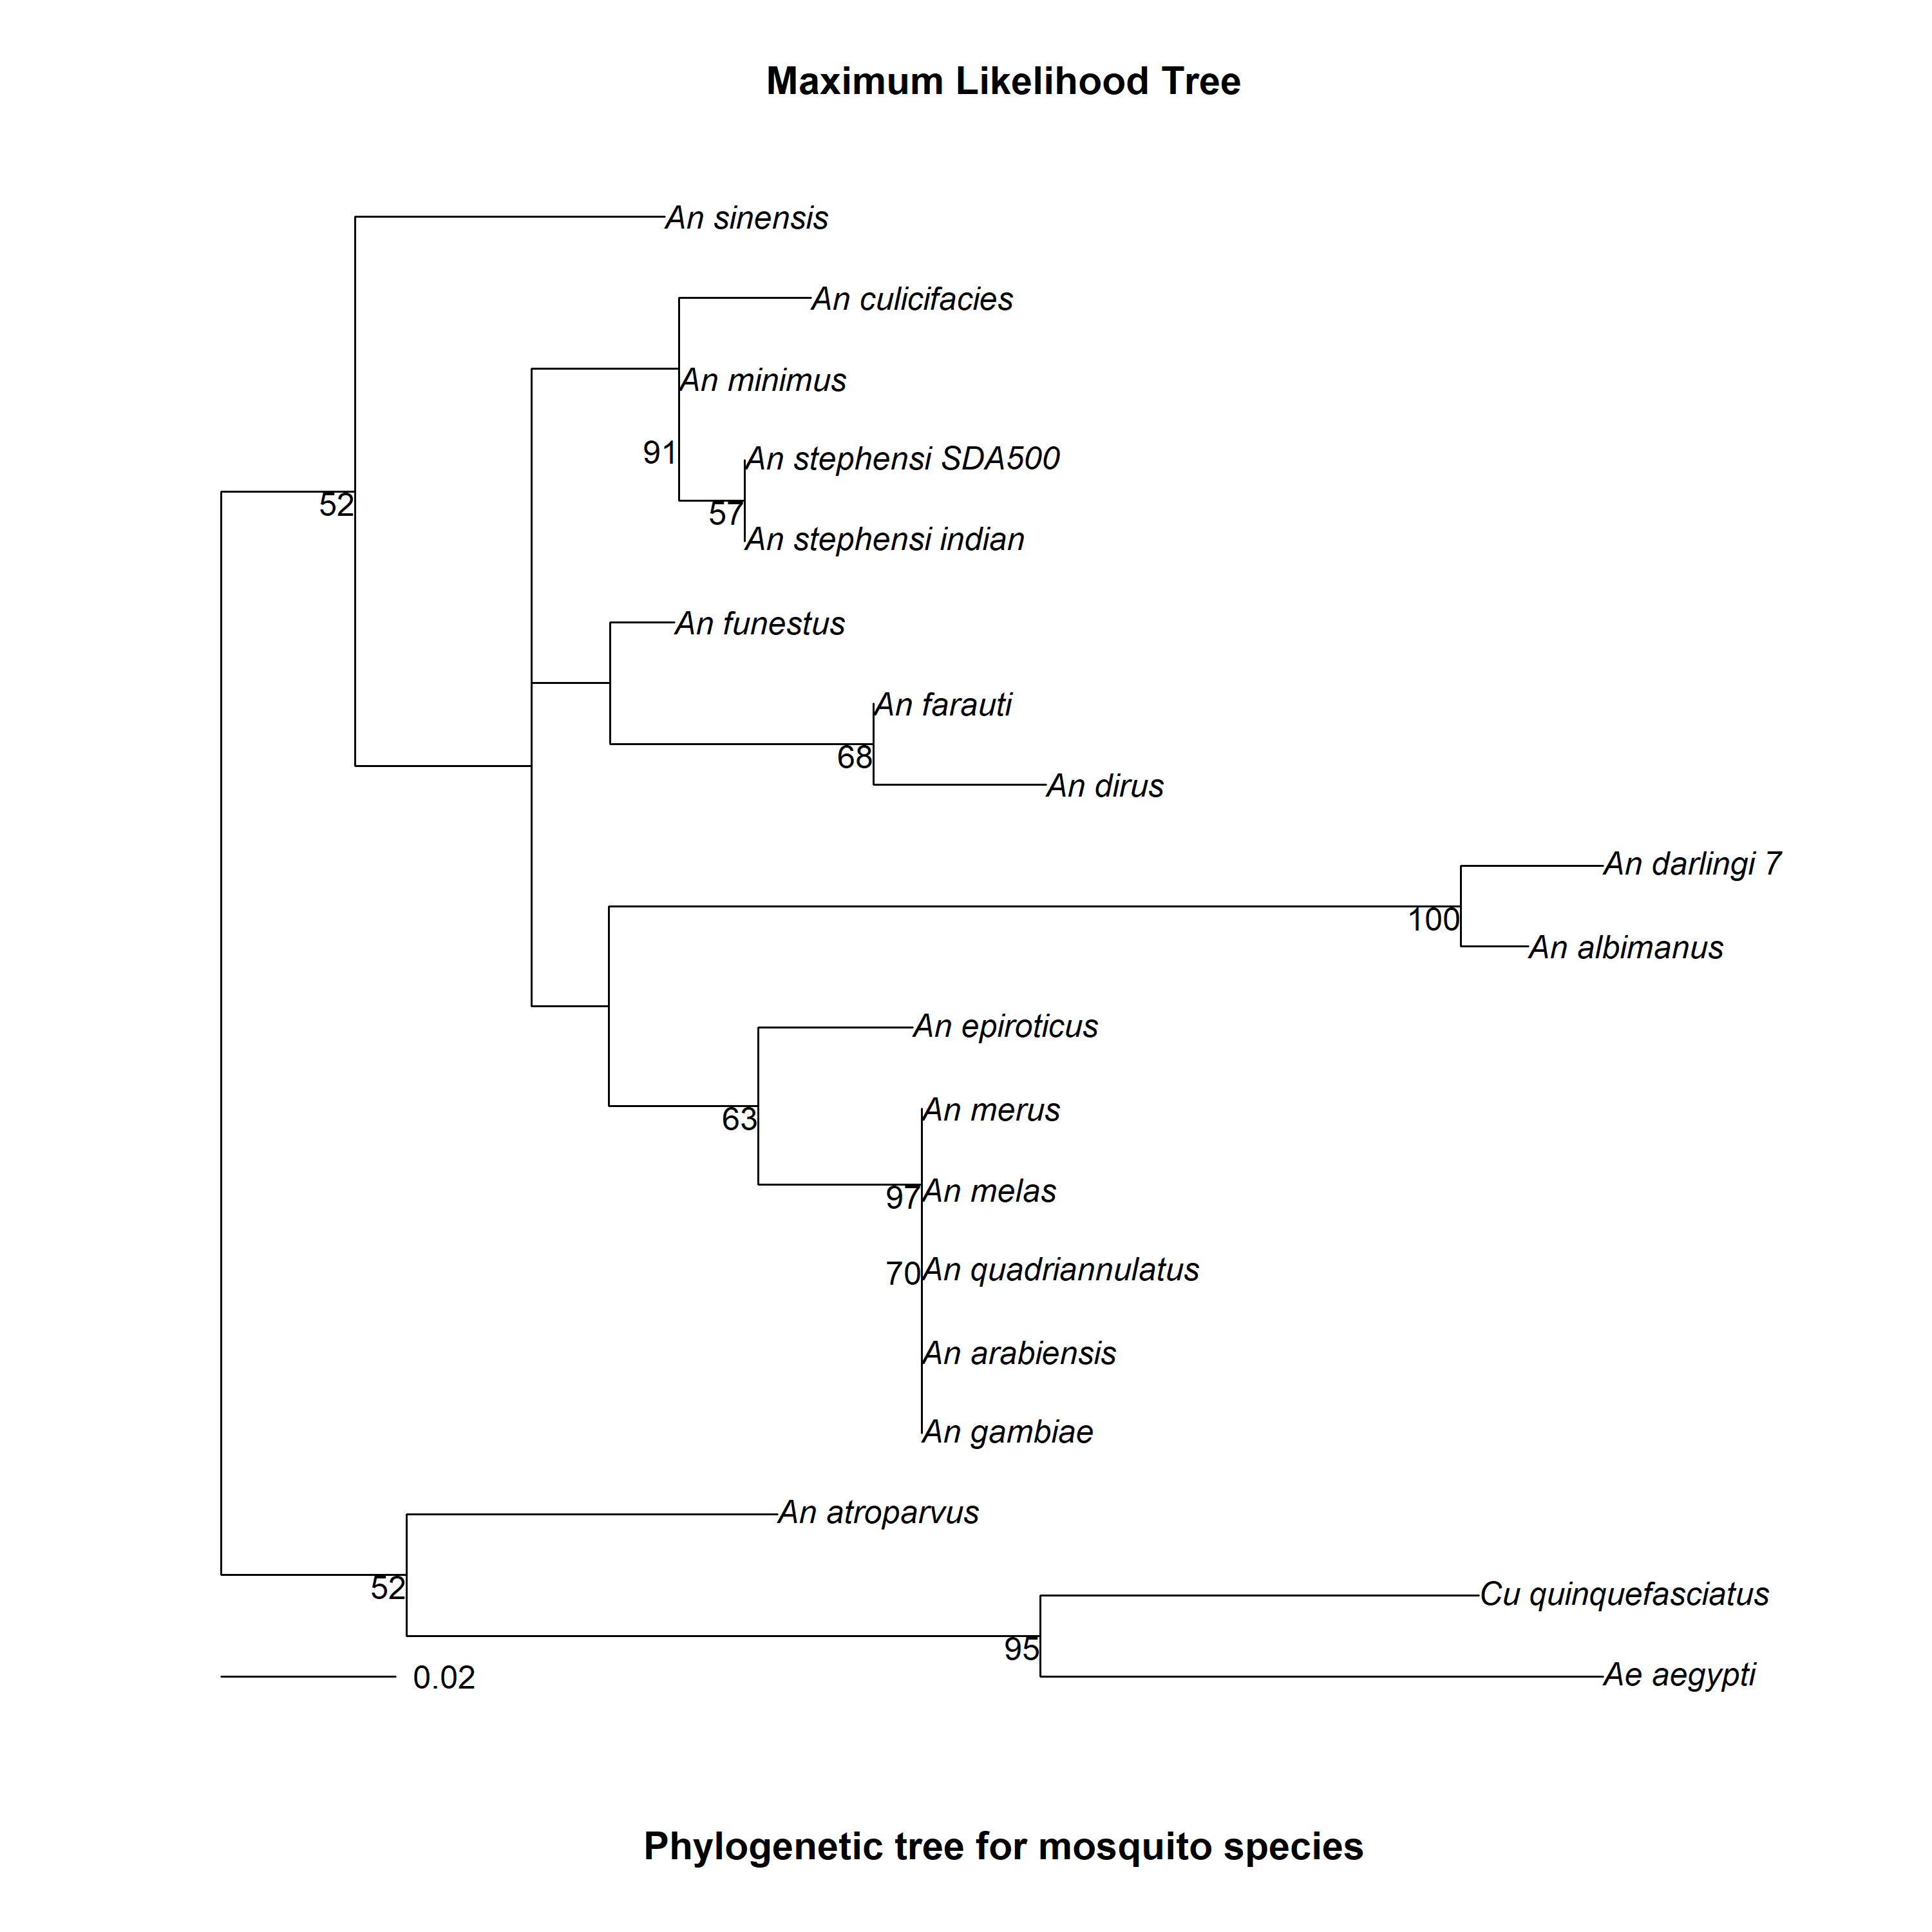 Maximum Likelihood Tree
An sinensis
An culicifacies
An minimus
91
An stephensi SDA500
52
57
An stephensi indian
An funestus
An farauti
68
An dirus
An darlingi 7
100
An albimanus
An epiroticus
63
An merus
97
An melas
70
An quadriannulatus
An arabiensis
An gambiae
An atroparvus
52
Cu quinquefasciatus
95
Ae aegypti
0.02
Phylogenetic tree for mosquito species